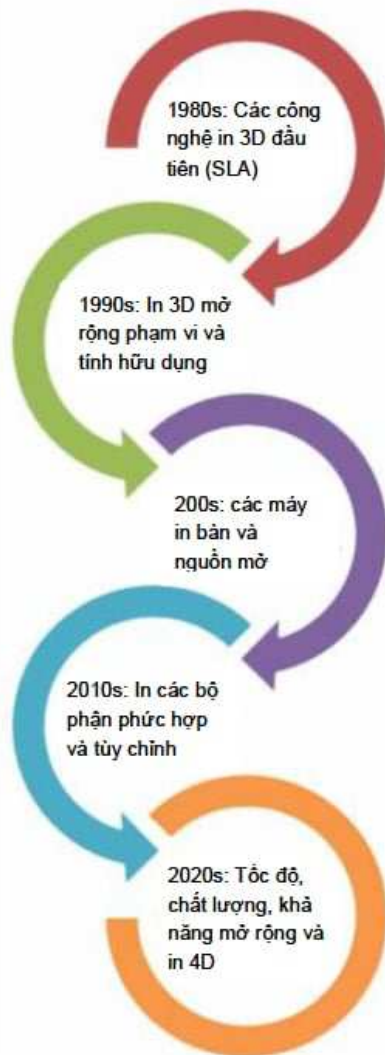 1980s: Các công
nghệ in 3D đầu
tiên (SLA)
1990s: In 3D mở
rộng phạm vi và
tính hữu dụng
200s: các máy
in bàn và
nguồn mở
2010s: In các bộ
phận phức hợp
và tùy chỉnh
2020s: Tốc độ,
chất lượng, khả
năng mở rộng và
in 4D